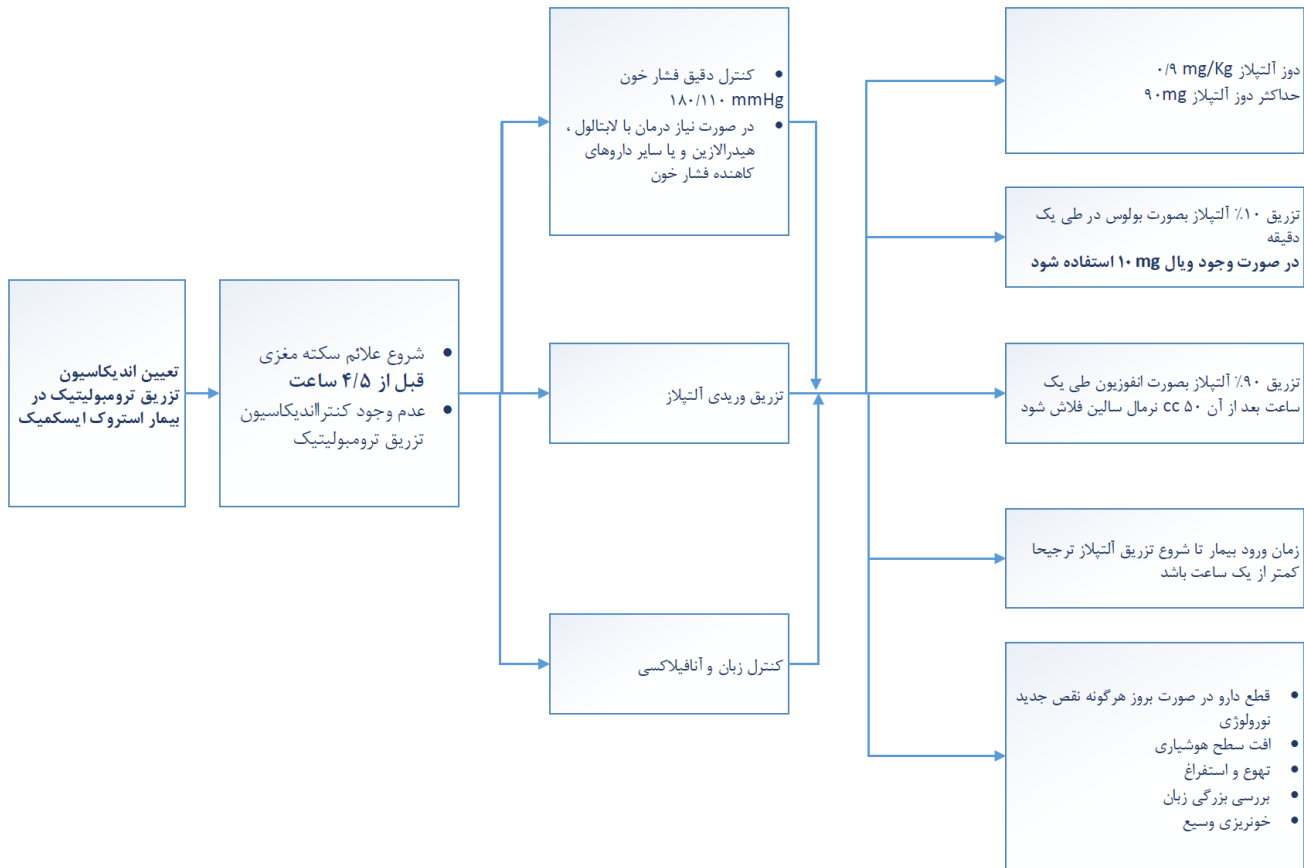 تعیین اندیکاسیون
تزریق ترومبولیتیک در
بیمار استروک ایسکمیک
• شروع علائم سکته مغزی
قبل از ۴/۵ ساعت
• عدم وجود کنترااندیکاسیون
تزریق ترومبولیتیک
• کنترل دقیق فشار خون
۱۸۰/۱۱۰ mmHg
• در صورت نیاز درمان با لابتالول ،
هیدرالازین و یا سایر داروهای
کاهنده فشار خون
تزریق وریدی آلتپلاز
کنترل زبان و آنافیلاکسی
دوز آلتپلاز ۰/۹ mg/Kg
حداکثر دوز آلتپلاز ۹۰mg
تزریق ۱۰٪ آلتپلاز بصورت بولوس در طی یک
دقیقه
در صورت وجود ویال ۱۰ mg استفاده شود
تزریق ۹۰٪ آلتپلاز بصورت انفوزیون طی یک
ساعت بعد از آن ۵۰ cc نرمال سالین فلاش شود
زمان ورود بیمار تا شروع تزریق آلتپلاز ترجیحا
کمتر از یک ساعت باشد
• قطع دارو در صورت بروز هرگونه نقص جدید
نورولوژی
• افت سطح هوشیاری
• تهوع و استفراغ
• بررسی بزرگی زبان
• خونریزی وسیع